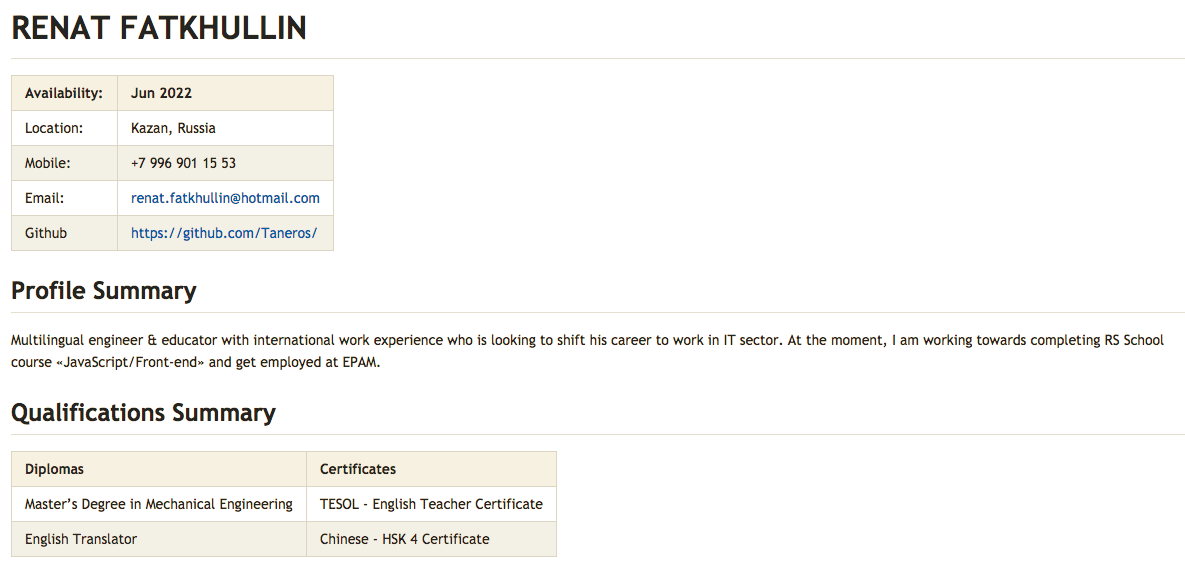 RENAT FATKHULLIN
Availability: Jun 2022
Location: Kazan, Russia
Mobile: +7 996 901 15 53
Email: renat.fatkhullin@hotmail.com
Github https://github.com/Taneros/
Profile Summary
Multilingual engineer & educator with international work experience who is looking to shift his career to work in IT sector. At the moment, I am working towards completing RS School
course «JavaScript/Front-end» and get employed at EPAM.
Qualifications Summary
Diplomas Certificates
Master’s Degree in Mechanical Engineering TESOL - English Teacher Certificate
English Translator Chinese - HSK 4 Certificate